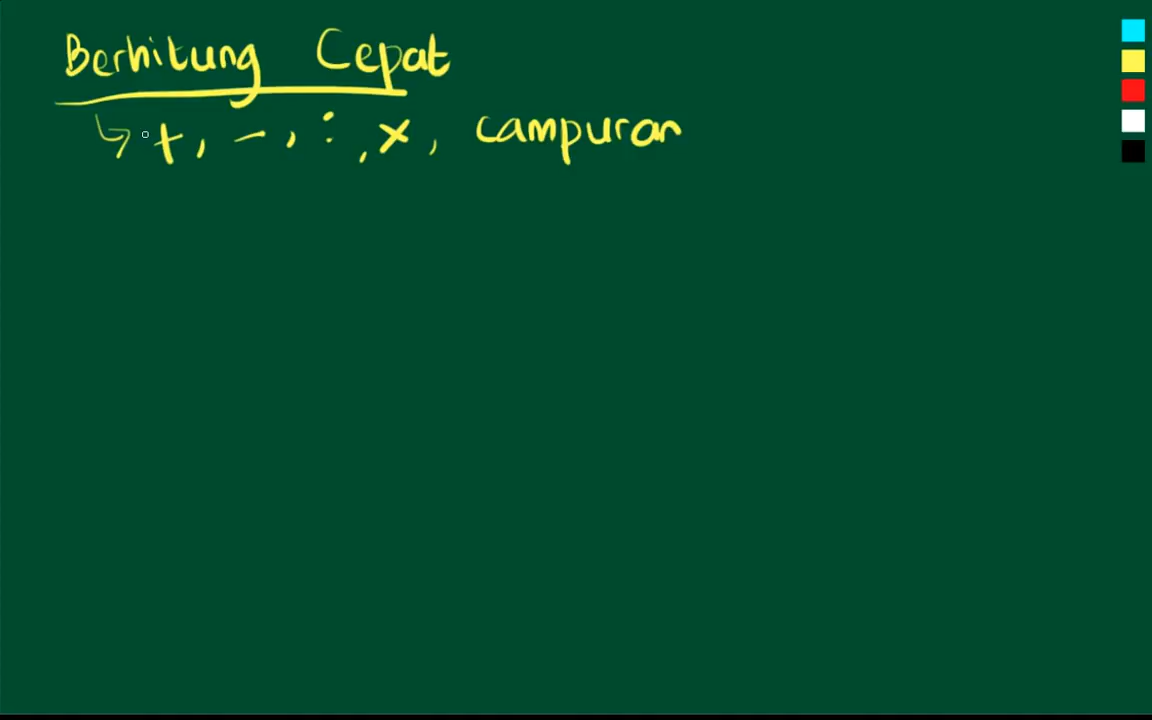 Berhitung Cepat
↳ +, -, :, x, campuran